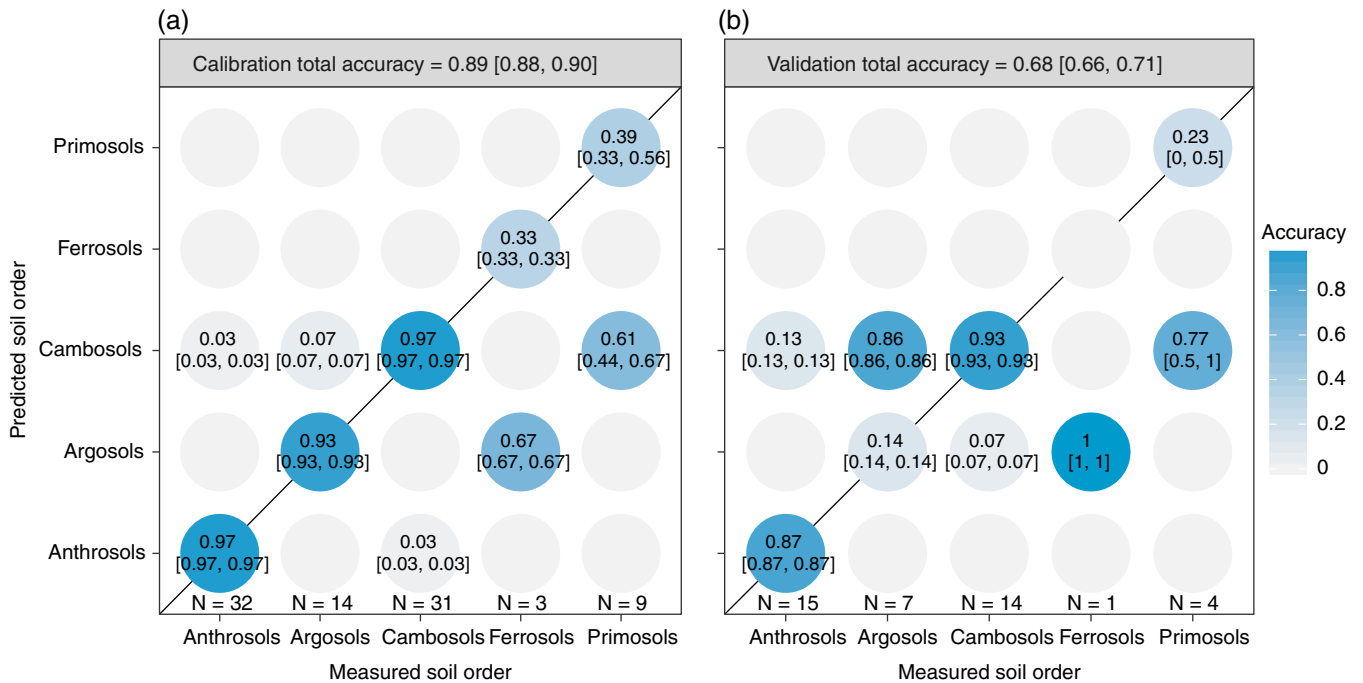 (a)
Calibration total accuracy = 0.89 [0.88, 0.90]
Predicted soil order
Primosols
Ferrosols
Cambosols
Argosols
Anthrosols
0.39
[0.33, 0.56]
0.33
[0.33, 0.33]
0.03
[0.03, 0.03]
0.07
[0.07, 0.07]
0.97
[0.97, 0.97]
0.61
[0.44, 0.67]
0.93
[0.93, 0.93]
0.67
[0.67, 0.67]
0.97
[0.97, 0.97]
0.03
[0.03, 0.03]
N = 32 N = 14 N = 31 N = 3 N = 9
Anthrosols Argosols Cambosols Ferrosols Primosols
Measured soil order
(b)
Validation total accuracy = 0.68 [0.66, 0.71]
0.23
[0, 0.5]
0.13
[0.13, 0.13]
0.86
[0.86, 0.86]
0.93
[0.93, 0.93]
0.77
[0.5, 1]
0.14
[0.14, 0.14]
0.07
[0.07, 0.07]
1
[1, 1]
0.87
[0.87, 0.87]
N = 15 N = 7 N = 14 N = 1 N = 4
Anthrosols Argosols Cambosols Ferrosols Primosols
Measured soil order
Accuracy
0.8
0.6
0.4
0.2
0